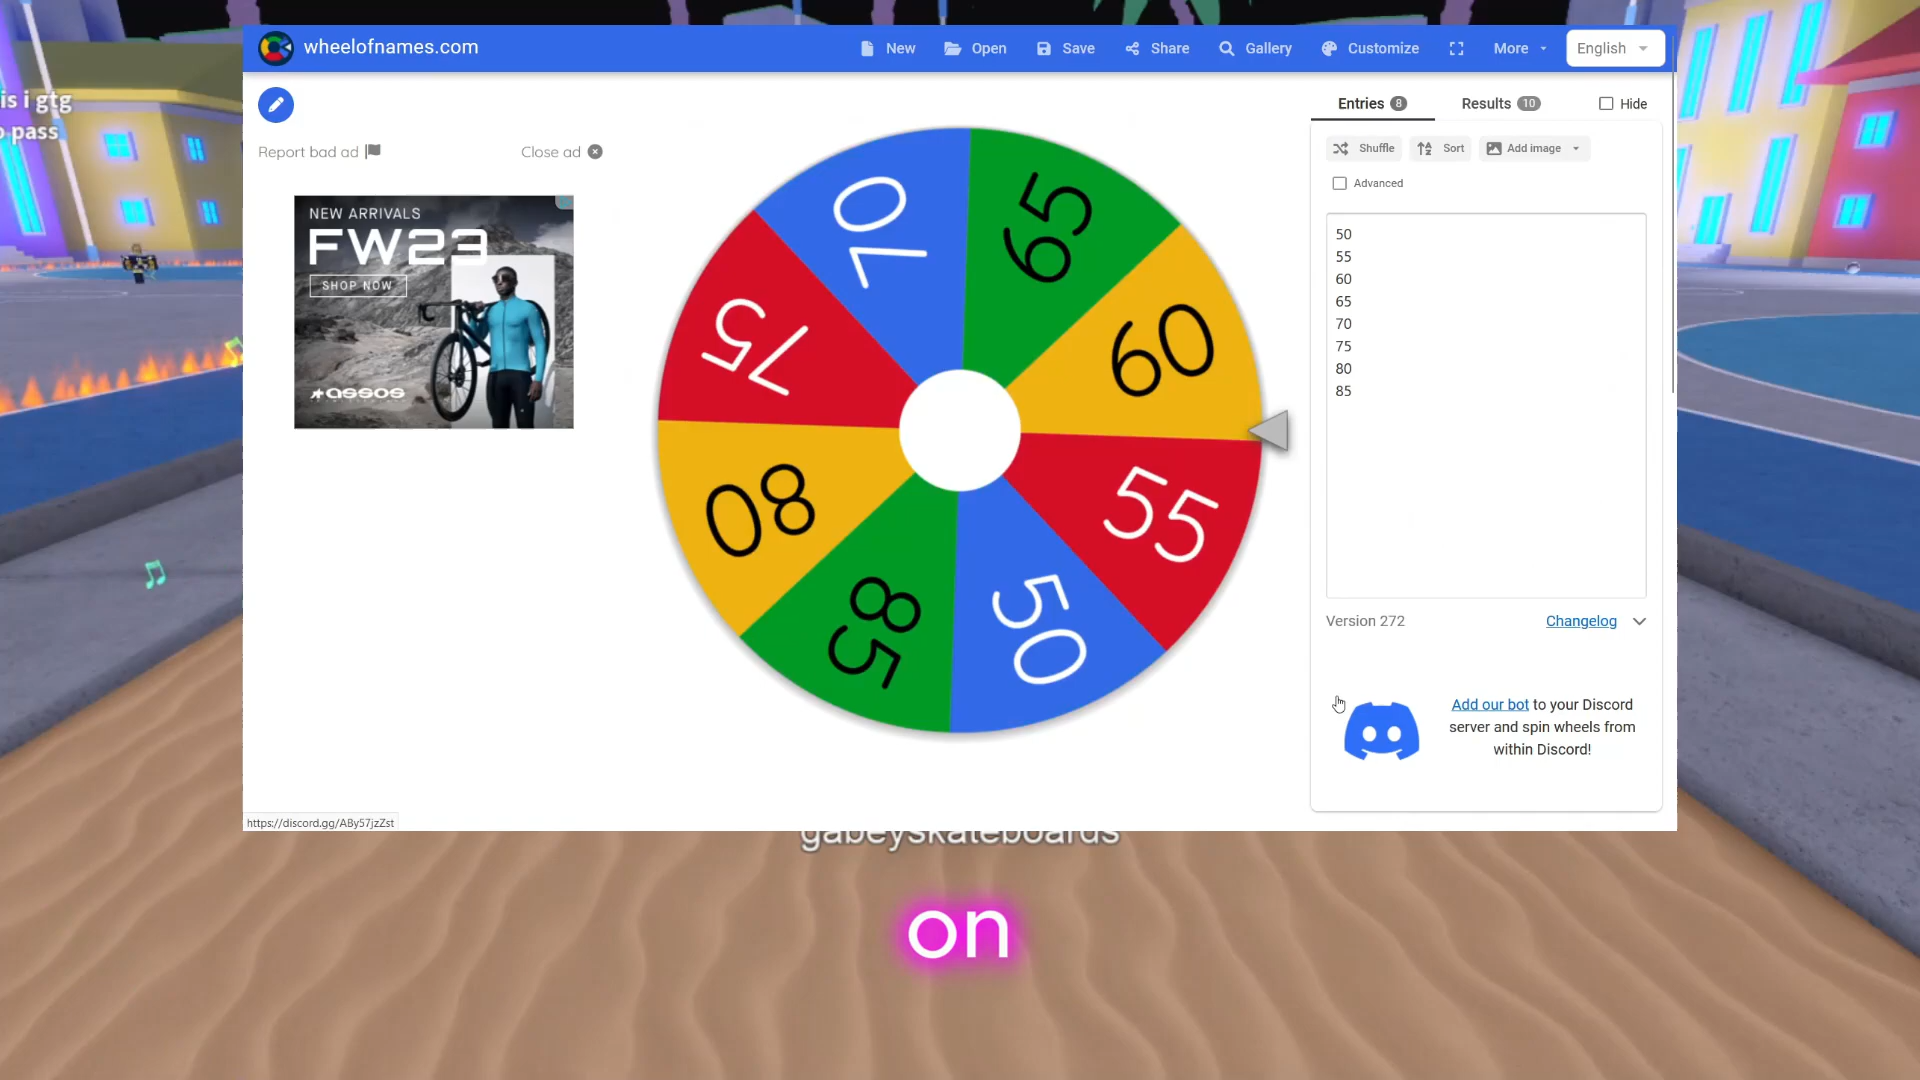 wheelofnames.com
New
Open
Save
Share
Gallery
Customize
More
English
is i gtg
o pass
Report bad ad
Close ad
NEW ARRIVALS
FW23
SHOP NOW
assos
70
65
60
55
50
85
80
75
Entries 8
Results 10
Hide
Shuffle
Sort
Add image
Advanced
50
55
60
65
70
75
80
85
Version 272
Changelog
Add our bot to your Discord
server and spin wheels from
within Discord!
https://discord.gg/ABy57jzZst
gabeyskateboards
on